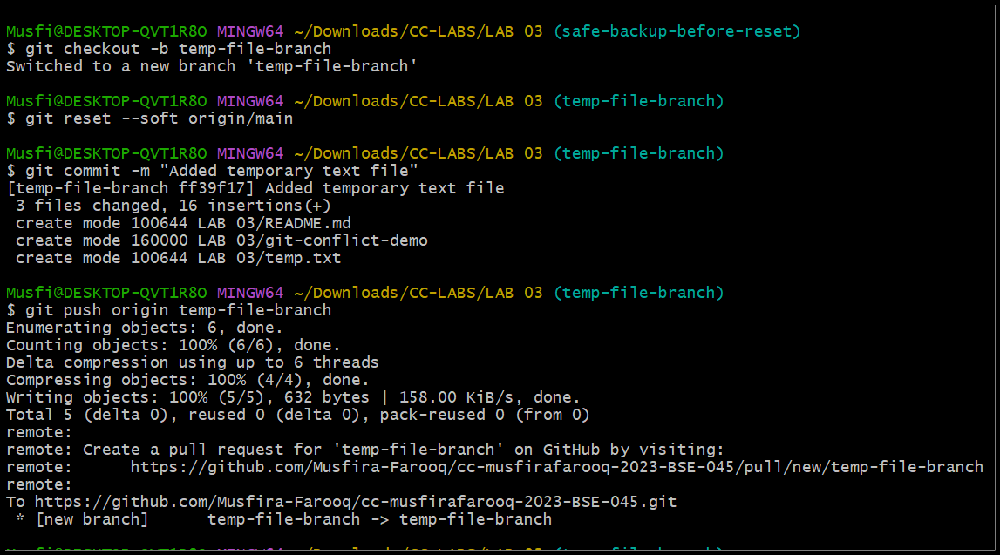 Musfi@DESKTOP-QVT1R8O MINGW64 ~/Downloads/CC-LABS/LAB 03 (safe-backup-before-reset)
$ git checkout -b temp-file-branch
Switched to a new branch 'temp-file-branch'
Musfi@DESKTOP-QVT1R8O MINGW64 ~/Downloads/CC-LABS/LAB 03 (temp-file-branch)
$ git reset --soft origin/main
Musfi@DESKTOP-QVT1R8O MINGW64 ~/Downloads/CC-LABS/LAB 03 (temp-file-branch)
$ git commit -m "Added temporary text file"
[temp-file-branch ff39f17] Added temporary text file
 3 files changed, 16 insertions(+)
 create mode 100644 LAB 03/README.md
 create mode 160000 LAB 03/git-conflict-demo
 create mode 100644 LAB 03/temp.txt
Musfi@DESKTOP-QVT1R8O MINGW64 ~/Downloads/CC-LABS/LAB 03 (temp-file-branch)
$ git push origin temp-file-branch
Enumerating objects: 6, done.
Counting objects: 100% (6/6), done.
Delta compression using up to 6 threads
Compressing objects: 100% (4/4), done.
Writing objects: 100% (5/5), 632 bytes | 158.00 KiB/s, done.
Total 5 (delta 0), reused 0 (delta 0), pack-reused 0 (from 0)
remote:
remote: Create a pull request for 'temp-file-branch' on GitHub by visiting:
remote:      https://github.com/Musfira-Farooq/cc-musfirafarooq-2023-BSE-045/pull/new/temp-file-branch
remote:
To https://github.com/Musfira-Farooq/cc-musfirafarooq-2023-BSE-045.git
 * [new branch]      temp-file-branch -> temp-file-branch